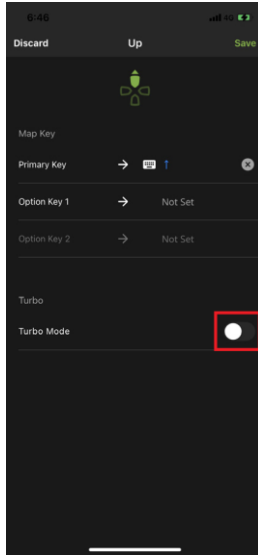 6:46 4G
Discard Up Save
Map Key
Primary Key → ↑
Option Key 1 → Not Set
Option Key 2 → Not Set
Turbo
Turbo Mode